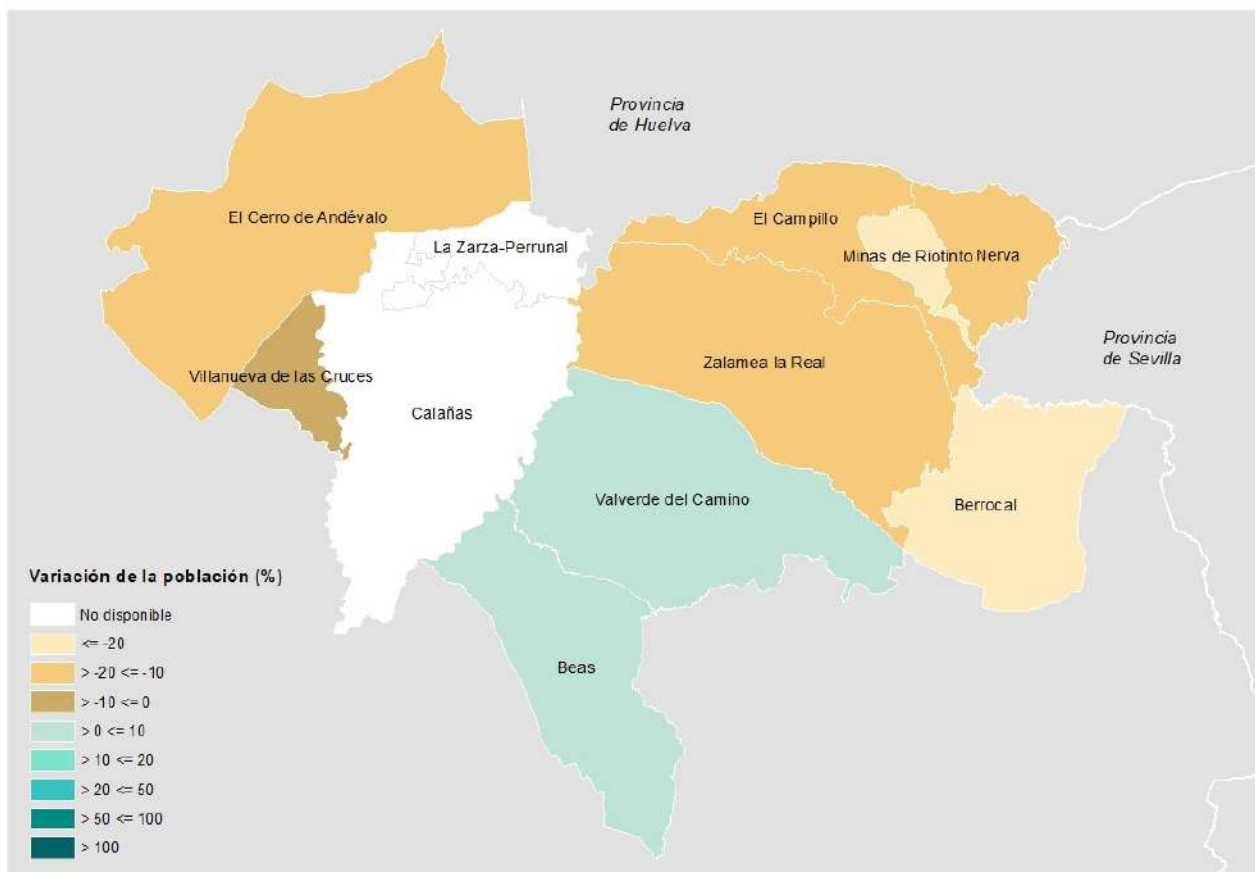 Provincia
de Huelva
El Cerro de Andévalo
El Campillo
La Zarza-Perrunal
Minas de Riotinto
Nerva
Provincia
de Sevilla
Zalamea la Real
Villanueva de las Cruces
Calañas
Valverde del Camino
Berrocal
Beas
Variación de la población (%)
No disponible
<= -20
> -20 <= -10
> -10 <= 0
> 0 <= 10
> 10 <= 20
> 20 <= 50
> 50 <= 100
> 100